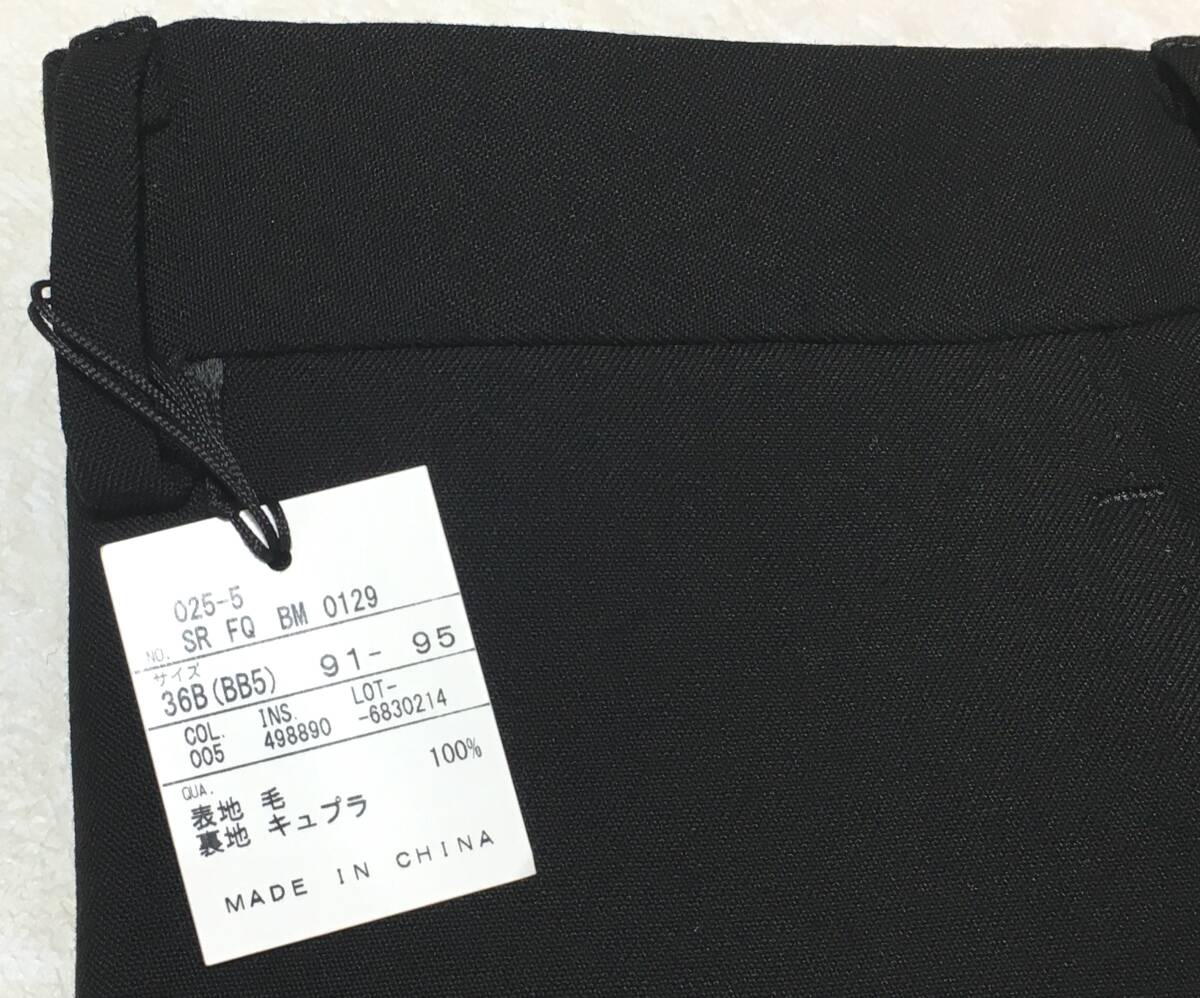 025-5
NO. SR FQ BM 0129
サイズ
36B(BB5) 91- 95
COL. INS. LOT-
005 498890 -6830214
QUA.
表地 毛 100%
裏地 キュプラ
MADE IN CHINA